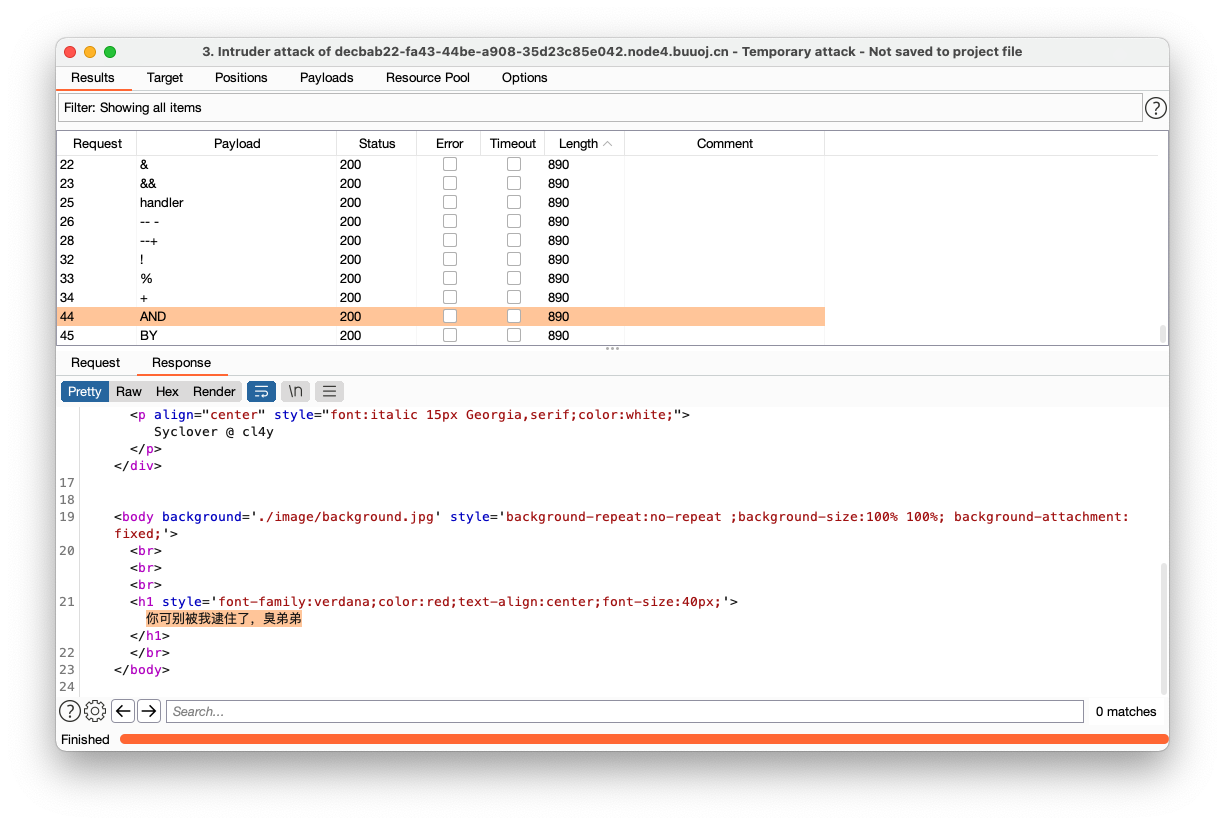 3. Intruder attack of decbab22-fa43-44be-a908-35d23c85e042.node4.buuoj.cn - Temporary attack - Not saved to project file
Results Target Positions Payloads Resource Pool Options
Filter: Showing all items ?
Request Payload Status Error Timeout Length Comment
22 & 200 890
23 && 200 890
25 handler 200 890
26 -- - 200 890
28 --+ 200 890
32 ! 200 890
33 % 200 890
34 + 200 890
44 AND 200 890
45 BY 200 890
Request Response
Pretty Raw Hex Render \n
<p align="center" style="font:italic 15px Georgia,serif;color:white;">
Syclover @ cl4y
</p>
</div>
17
18
19 <body background='./image/background.jpg' style='background-repeat:no-repeat ;background-size:100% 100%; background-attachment:
fixed;'>
20 <br>
<br>
<br>
21 <h1 style='font-family:verdana;color:red;text-align:center;font-size:40px;'>
你可别被我逮住了，臭弟弟
</h1>
22 </br>
23 </body>
24
? Search... 0 matches
Finished